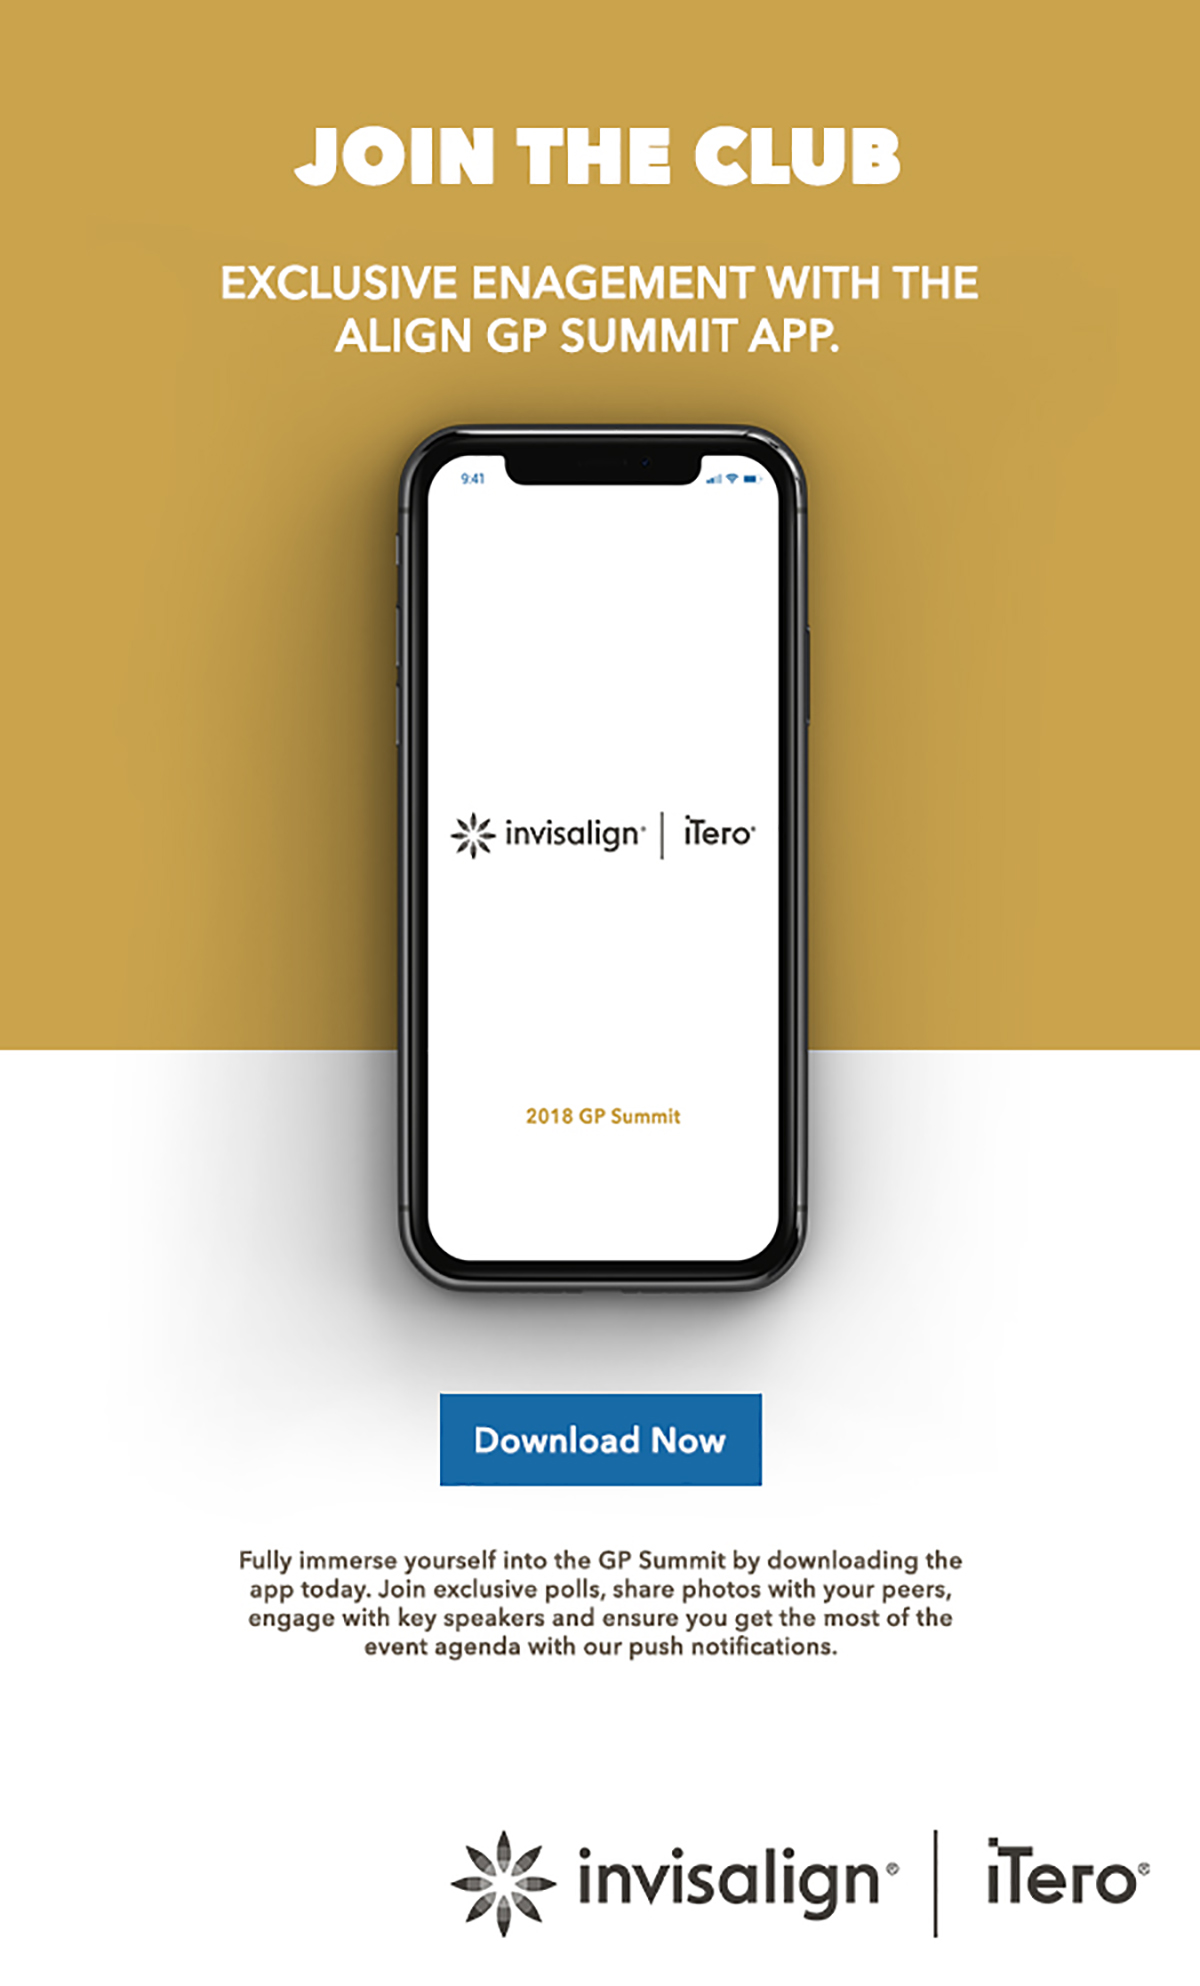 JOIN THE CLUB
EXCLUSIVE ENAGEMENT WITH THE
ALIGN GP SUMMIT APP.
9:41
invisalign® | iTero®
2018 GP Summit
Download Now
Fully immerse yourself into the GP Summit by downloading the
app today. Join exclusive polls, share photos with your peers,
engage with key speakers and ensure you get the most of the
event agenda with our push notifications.
invisalign® | iTero®